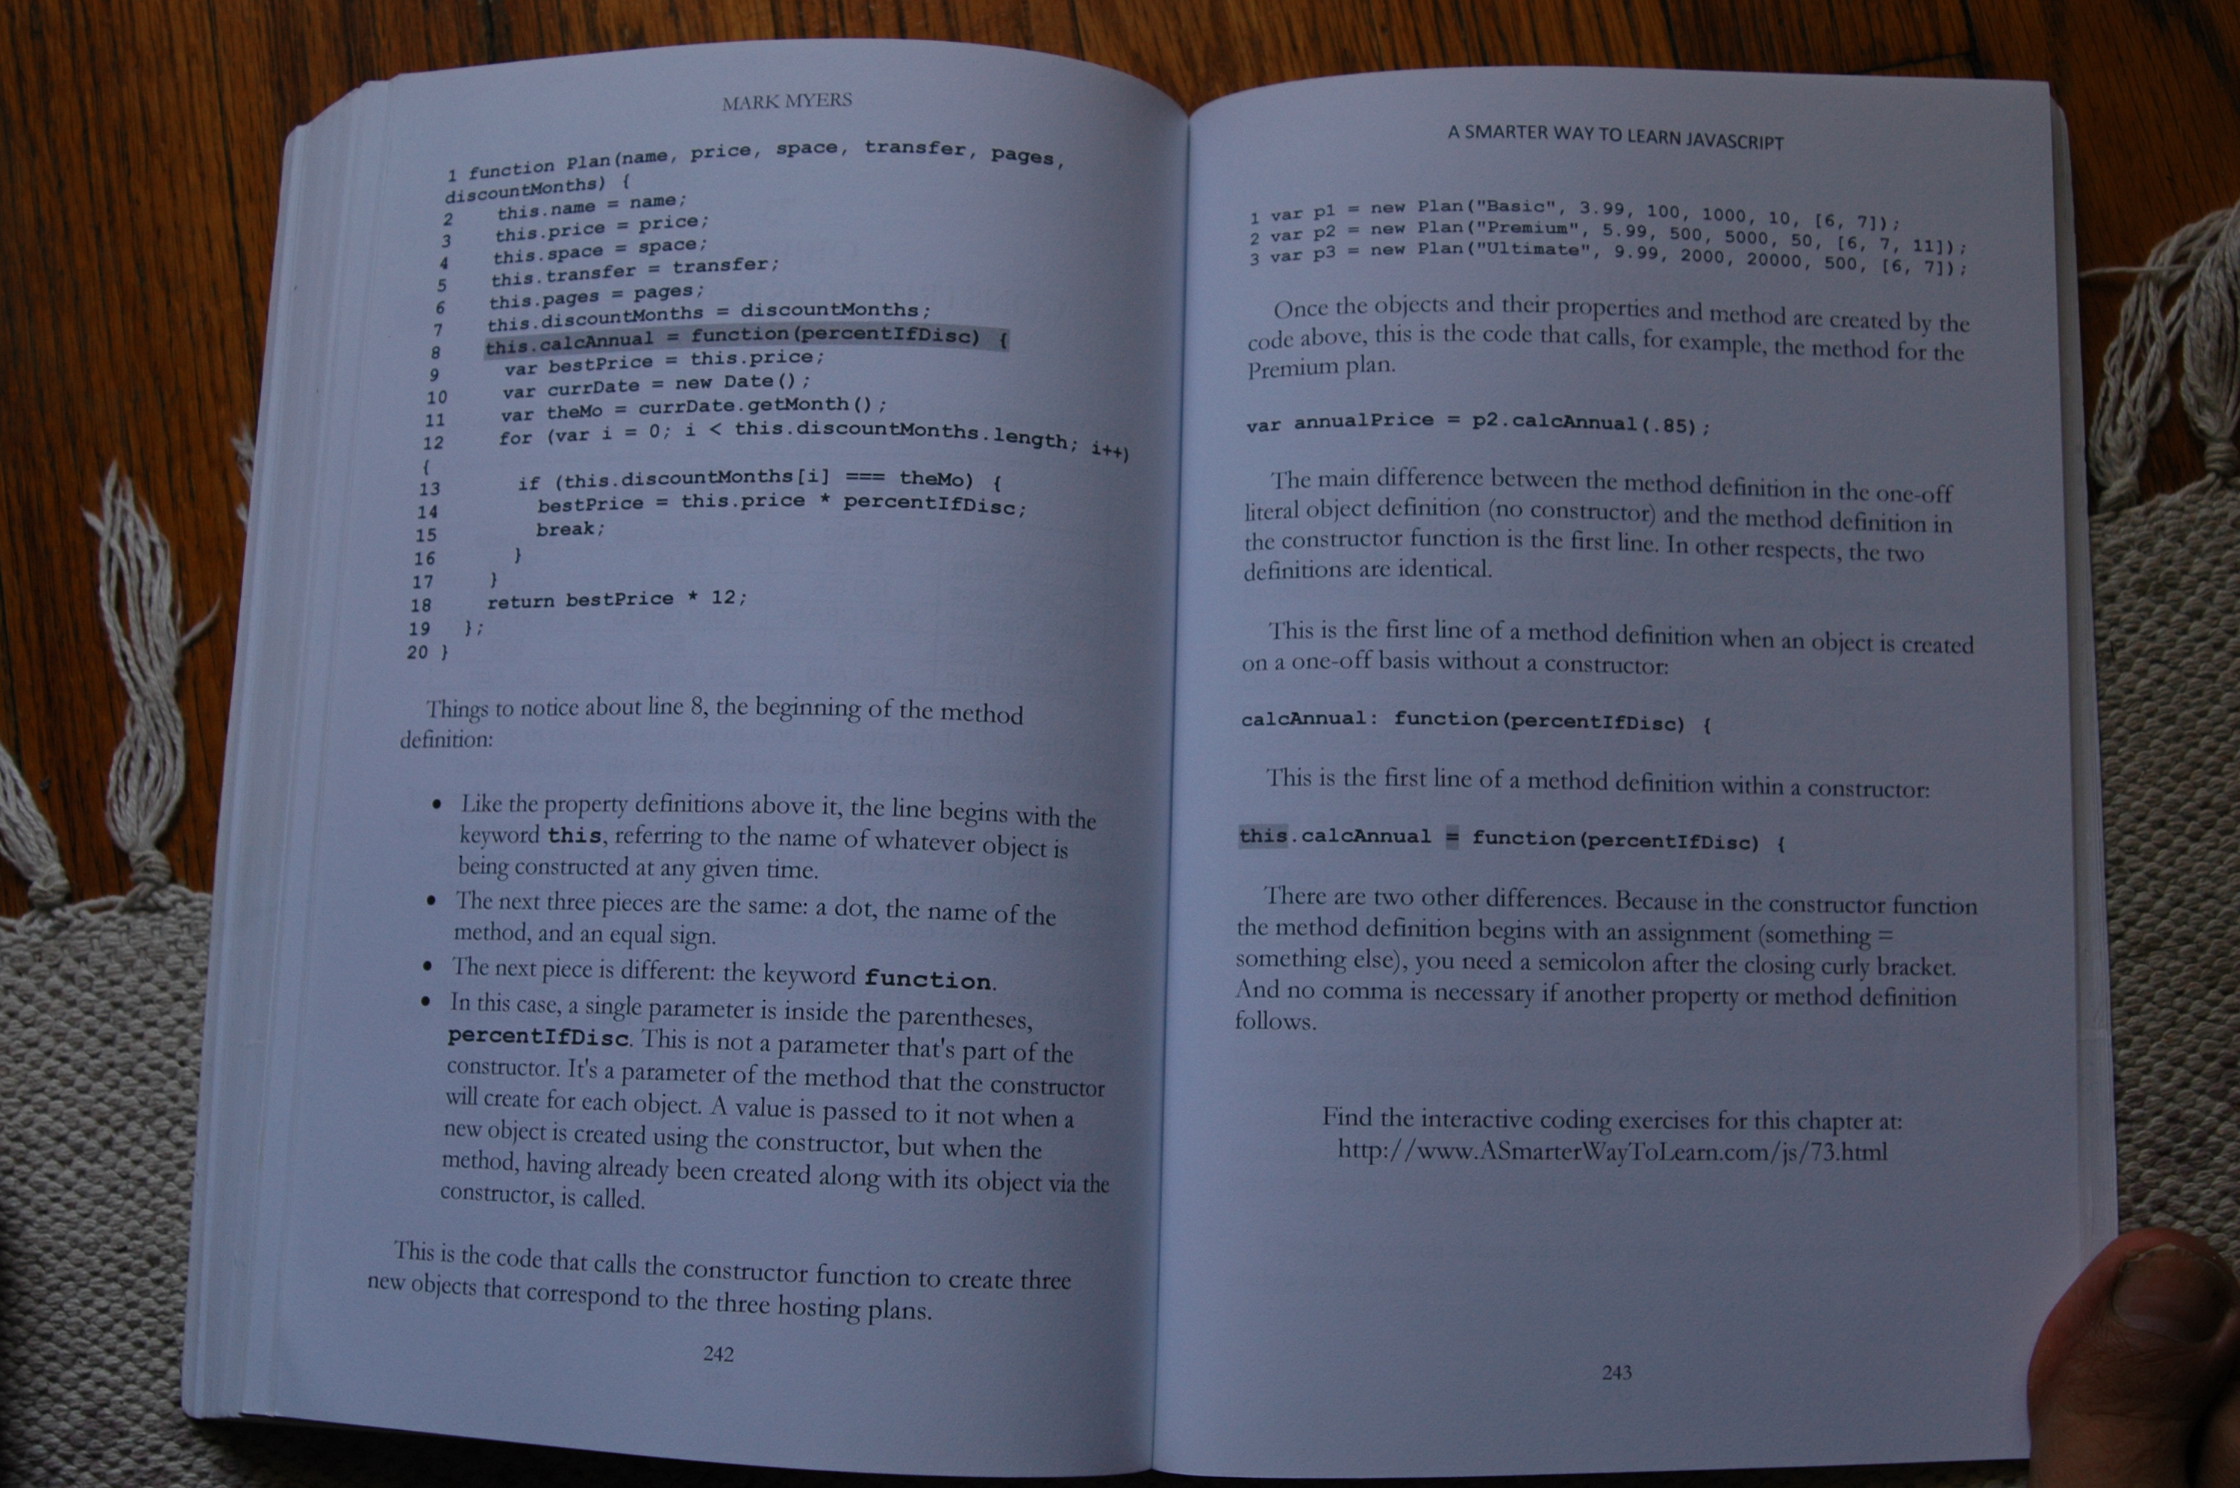 MARK MYERS
1 function Plan(name, price, space, transfer, pages,
discountMonths) {
2 this.name = name;
3 this.price = price;
4 this.space = space;
5 this.transfer = transfer;
6 this.pages = pages;
7 this.discountMonths = discountMonths;
8 this.calcAnnual = function(percentIfDisc) {
9 var bestPrice = this.price;
10 var currDate = new Date();
11 var theMo = currDate.getMonth();
12 for (var i = 0; i < this.discountMonths.length; i++)
{
13 if (this.discountMonths[i] === theMo) {
14 bestPrice = this.price * percentIfDisc;
15 break;
16 }
17 }
18 return bestPrice * 12;
19 };
20 }
Things to notice about line 8, the beginning of the method
definition:
• Like the property definitions above it, the line begins with the
keyword this, referring to the name of whatever object is
being constructed at any given time.
• The next three pieces are the same: a dot, the name of the
method, and an equal sign.
• The next piece is different: the keyword function.
• In this case, a single parameter is inside the parentheses,
percentIfDisc. This is not a parameter that's part of the
constructor. It's a parameter of the method that the constructor
will create for each object. A value is passed to it not when a
new object is created using the constructor, but when the
method, having already been created along with its object via the
constructor, is called.
This is the code that calls the constructor function to create three
new objects that correspond to the three hosting plans.
242
A SMARTER WAY TO LEARN JAVASCRIPT
1 var p1 = new Plan("Basic", 3.99, 100, 1000, 10, [6, 7]);
2 var p2 = new Plan("Premium", 5.99, 500, 5000, 50, [6, 7, 11]);
3 var p3 = new Plan("Ultimate", 9.99, 2000, 20000, 500, [6, 7]);
Once the objects and their properties and method are created by the
code above, this is the code that calls, for example, the method for the
Premium plan.
var annualPrice = p2.calcAnnual(.85);
The main difference between the method definition in the one-off
literal object definition (no constructor) and the method definition in
the constructor function is the first line. In other respects, the two
definitions are identical.
This is the first line of a method definition when an object is created
on a one-off basis without a constructor:
calcAnnual: function(percentIfDisc) {
This is the first line of a method definition within a constructor:
this.calcAnnual = function(percentIfDisc) {
There are two other differences. Because in the constructor function
the method definition begins with an assignment (something =
something else), you need a semicolon after the closing curly bracket.
And no comma is necessary if another property or method definition
follows.
Find the interactive coding exercises for this chapter at:
http://www.ASmarterWayToLearn.com/js/73.html
243